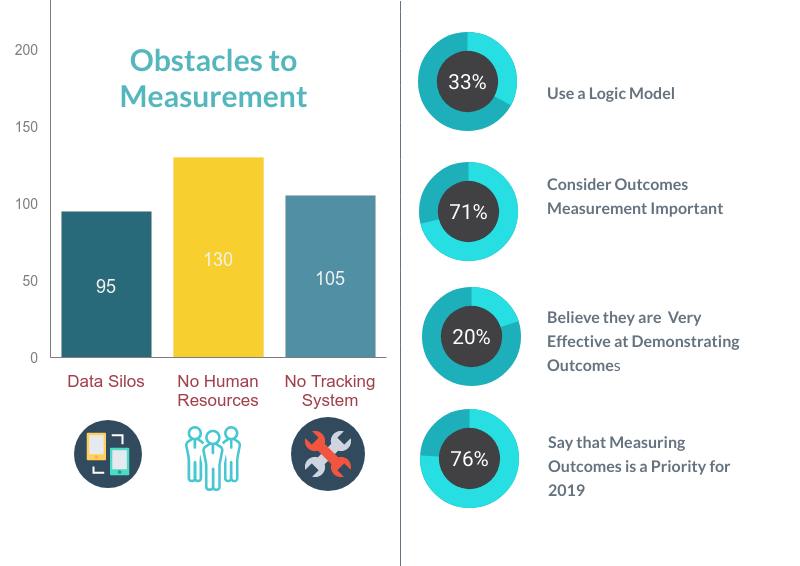 Obstacles to
Measurement
200
150
100
50
0
95
130
105
Data Silos
No Human
Resources
No Tracking
System
33%
Use a Logic Model
71%
Consider Outcomes
Measurement Important
20%
Believe they are Very
Effective at Demonstrating
Outcomes
76%
Say that Measuring
Outcomes is a Priority for
2019